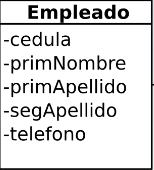 Empleado
-cedula
-primNombre
-primApellido
-segApellido
-telefono